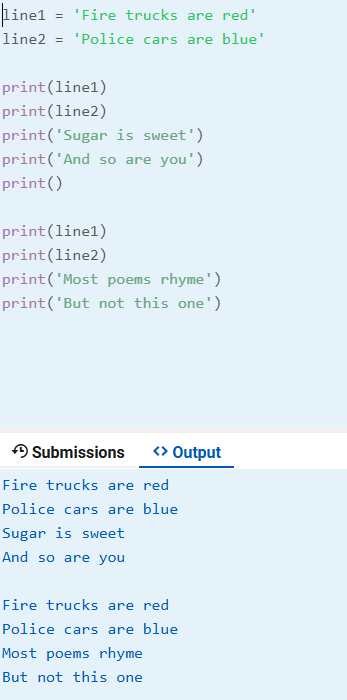 line1 = 'Fire trucks are red'
line2 = 'Police cars are blue'
print(line1)
print(line2)
print('Sugar is sweet')
print('And so are you')
print()
print(line1)
print(line2)
print('Most poems rhyme')
print('But not this one')
Submissions <> Output
Fire trucks are red
Police cars are blue
Sugar is sweet
And so are you
Fire trucks are red
Police cars are blue
Most poems rhyme
But not this one